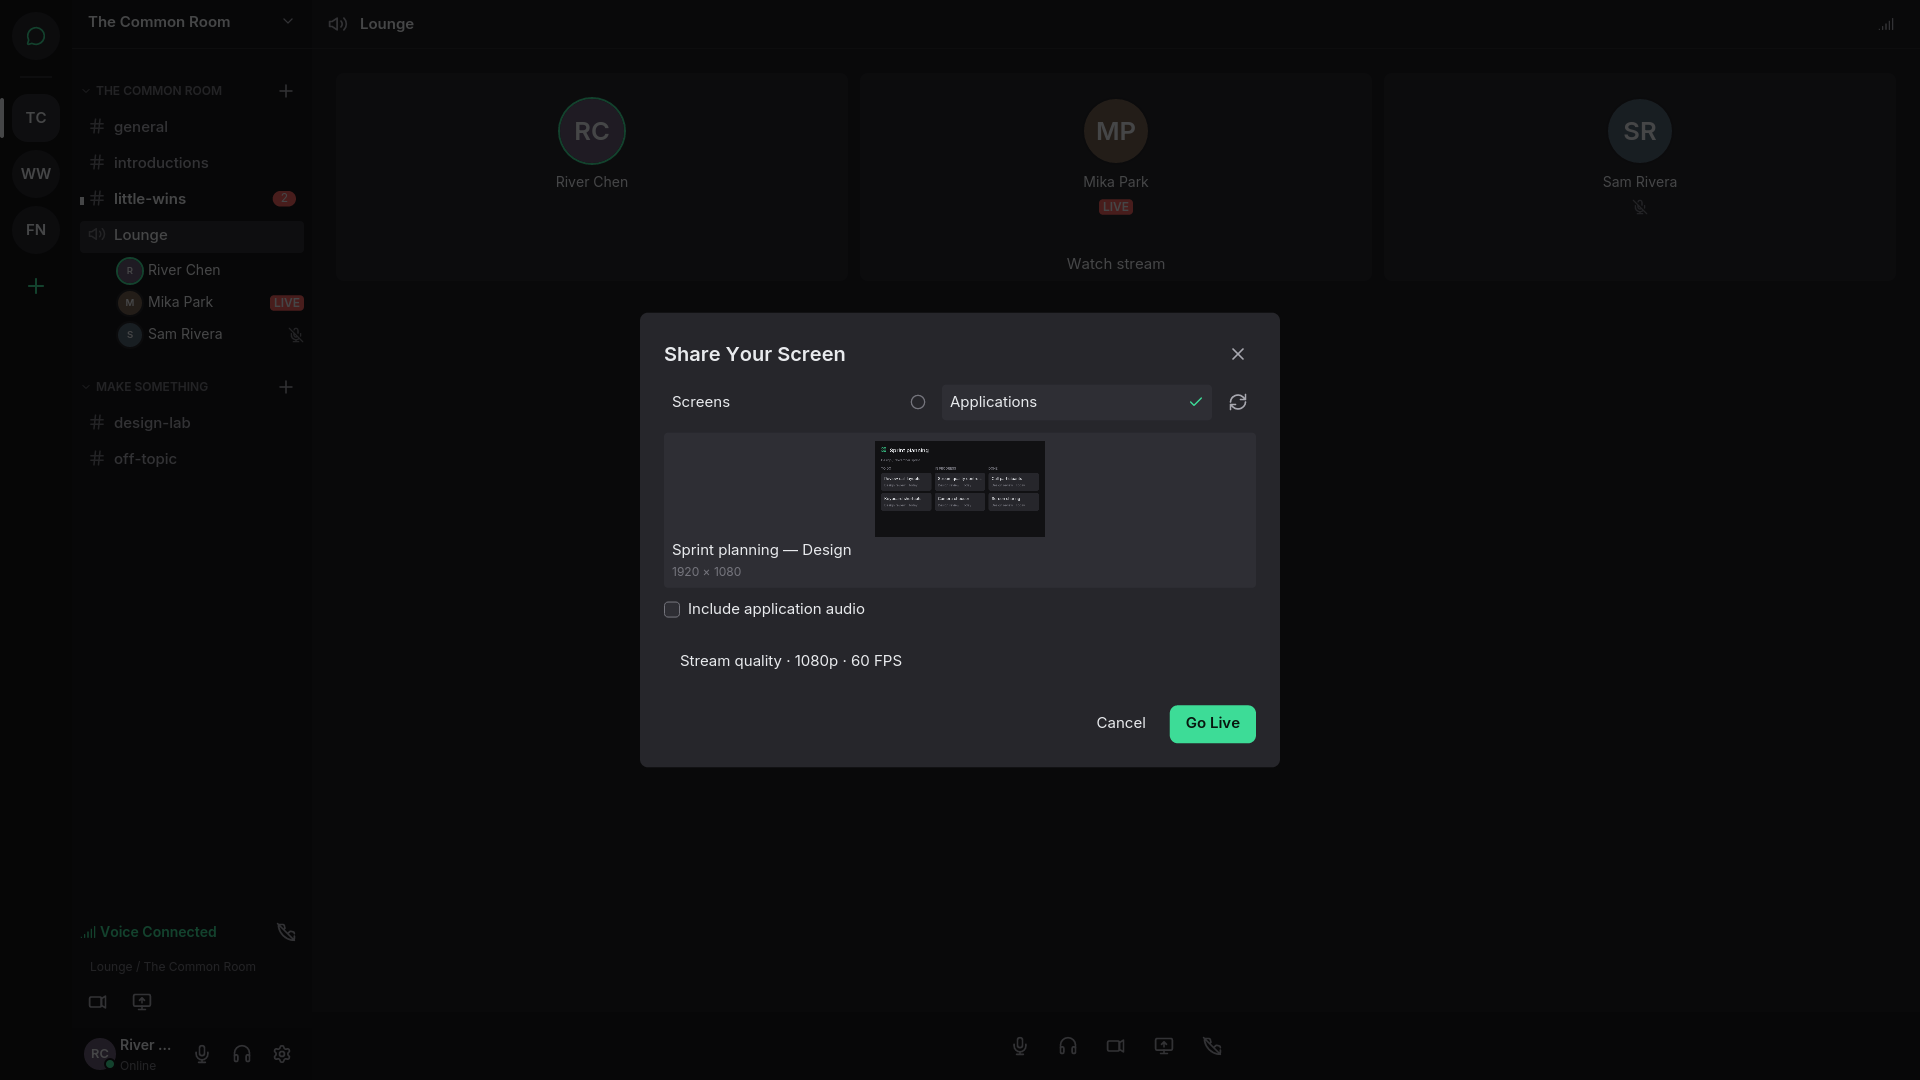 The Common Room
Lounge
TC
WW
FN
THE COMMON ROOM
general
introductions
little-wins
2
Lounge
R
River Chen
M
Mika Park
LIVE
S
Sam Rivera
MAKE SOMETHING
design-lab
off-topic
RC
River Chen
MP
Mika Park
LIVE
Watch stream
SR
Sam Rivera
Share Your Screen
Screens
Applications
Sprint planning
Sprint planning — Design
1920 × 1080
Include application audio
Stream quality · 1080p · 60 FPS
Cancel
Go Live
Voice Connected
Lounge / The Common Room
RC
River ...
Online